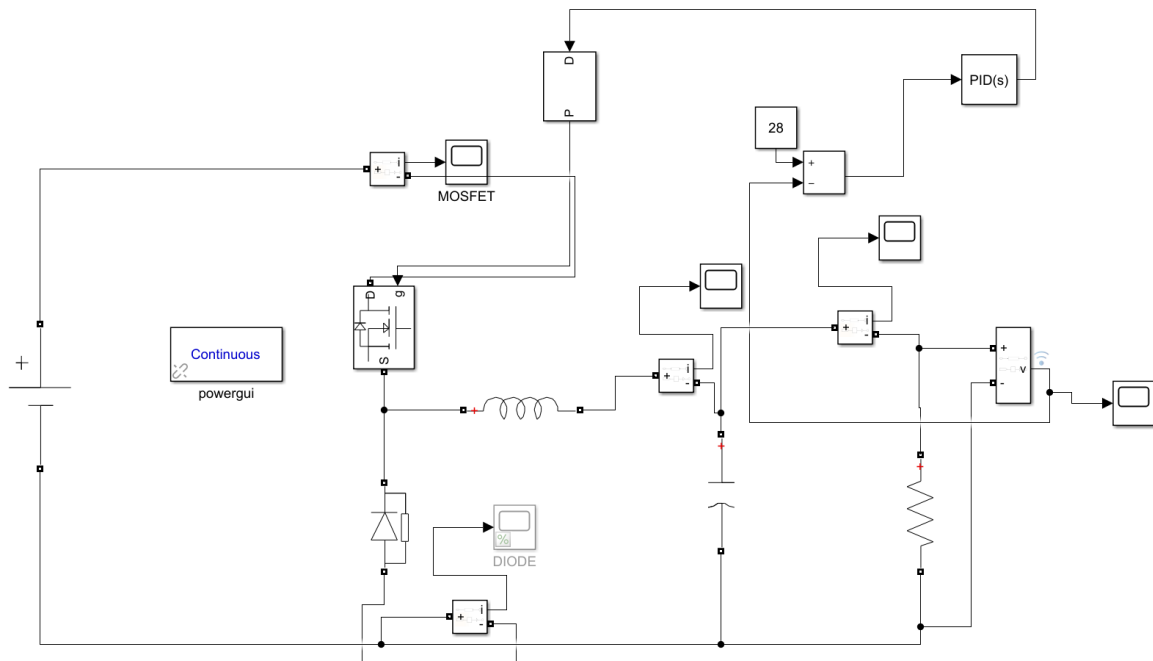 D
P
PID(s)
28
+
−
+
i
-
MOSFET
D
g
S
Continuous
powergui
+
+
i
-
+
i
-
+
v
-
+
+
+
%
DIODE
+
i
-